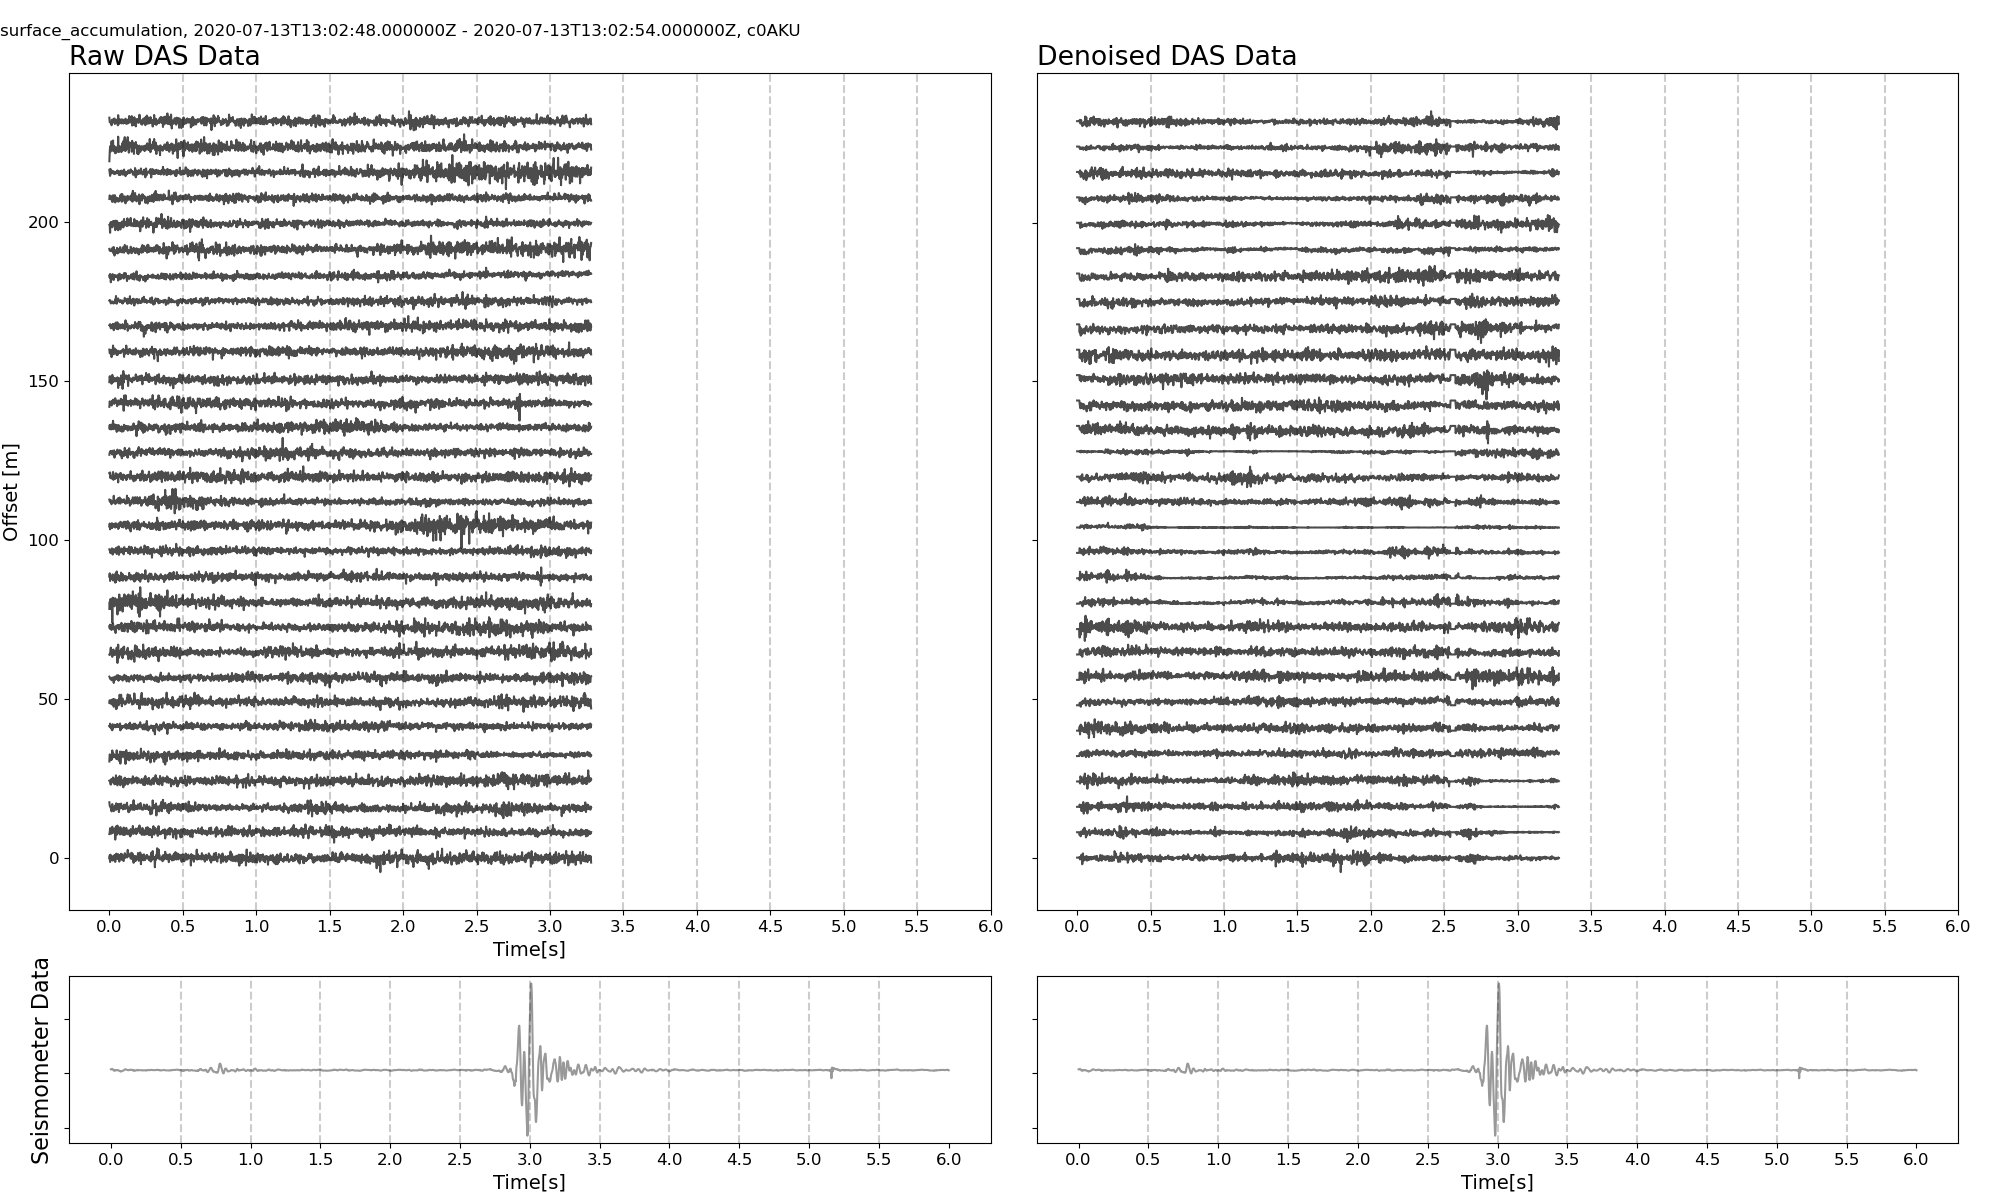 surface_accumulation, 2020-07-13T13:02:48.000000Z - 2020-07-13T13:02:54.000000Z, c0AKU
Raw DAS Data
Denoised DAS Data
Offset [m]
200
150
100
50
0
0.0 0.5 1.0 1.5 2.0 2.5 3.0 3.5 4.0 4.5 5.0 5.5 6.0
Time[s]
0.0 0.5 1.0 1.5 2.0 2.5 3.0 3.5 4.0 4.5 5.0 5.5 6.0
Seismometer Data
0.0 0.5 1.0 1.5 2.0 2.5 3.0 3.5 4.0 4.5 5.0 5.5 6.0
Time[s]
0.0 0.5 1.0 1.5 2.0 2.5 3.0 3.5 4.0 4.5 5.0 5.5 6.0
Time[s]